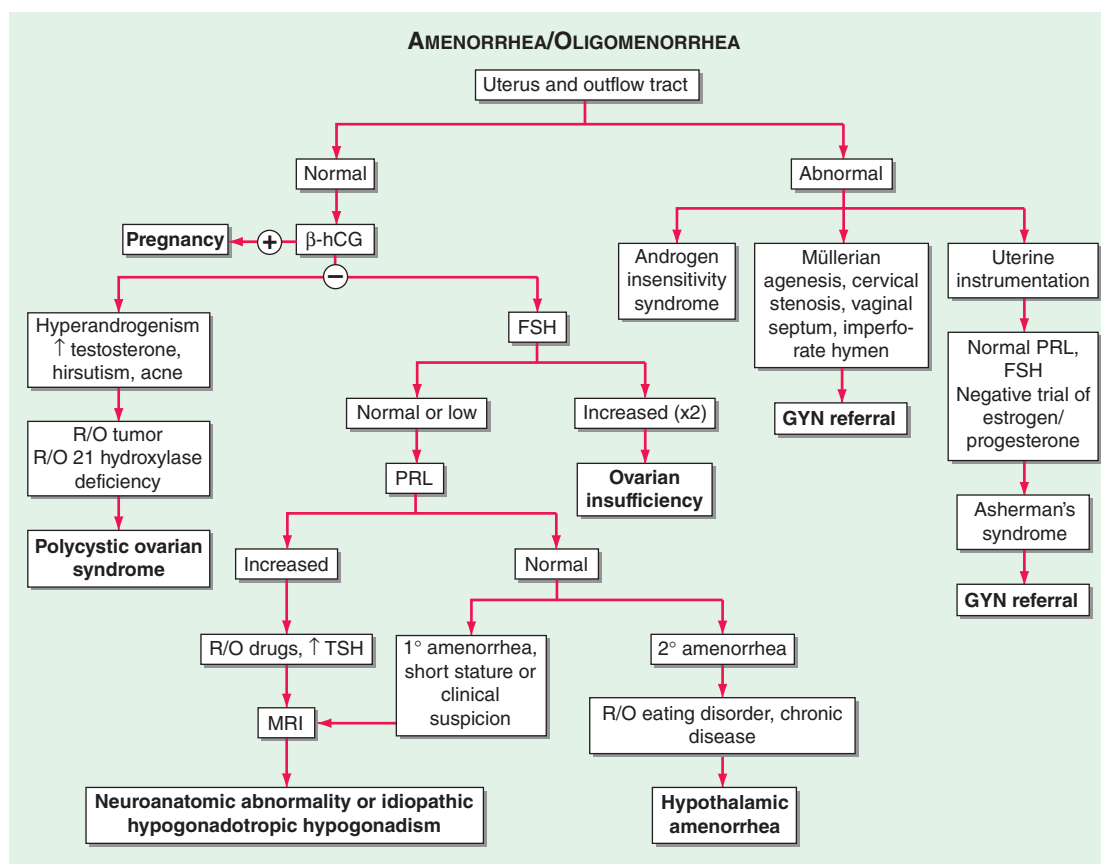 AMENORRHEA/OLIGOMENORRHEA
Uterus and outflow tract
Normal
Abnormal
Pregnancy
+
β-hCG
−
Androgen
insensitivity
syndrome
Müllerian
agenesis, cervical
stenosis, vaginal
septum, imperfo-
rate hymen
Uterine
instrumentation
Hyperandrogenism
↑ testosterone,
hirsutism, acne
FSH
Normal PRL,
FSH
Negative trial of
estrogen/
progesterone
Normal or low
Increased (x2)
GYN referral
R/O tumor
R/O 21 hydroxylase
deficiency
PRL
Ovarian
insufficiency
Asherman's
syndrome
Polycystic ovarian
syndrome
Increased
Normal
GYN referral
R/O drugs, ↑ TSH
1° amenorrhea,
short stature or
clinical
suspicion
2° amenorrhea
MRI
R/O eating disorder, chronic
disease
Neuroanatomic abnormality or idiopathic
hypogonadotropic hypogonadism
Hypothalamic
amenorrhea